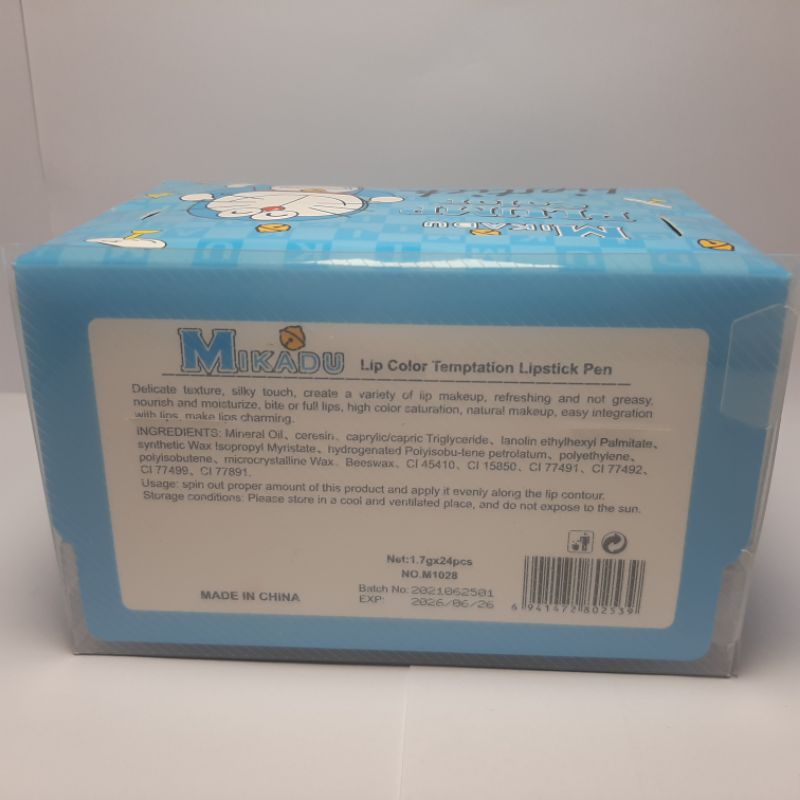 Lipstick
PLUMP
MIKADU
MIKADU Lip Color Temptation Lipstick Pen
Delicate texture, silky touch, create a variety of lip makeup, refreshing and not greasy,
nourish and moisturize, bite or full lips, high color saturation, natural makeup, easy integration
with lips, make lips charming.
INGREDIENTS: Mineral Oil、ceresin、caprylic/capric Triglyceride、lanolin ethylhexyl Palmitate、
synthetic Wax Isopropyl Myristate、hydrogenated Polyisobu-tene petrolatum、polyethylene、
polyisobutene、microcrystalline Wax、Beeswax、CI 45410、CI 15850、CI 77491、CI 77492、
CI 77499、CI 77891.
Usage: spin out proper amount of this product and apply it evenly along the lip contour.
Storage conditions: Please store in a cool and ventilated place, and do not expose to the sun.
Net:1.7gx24pcs
NO.M1028
MADE IN CHINA
Batch No: 2021062501
EXP: 2026/06/26
6 941472 802539